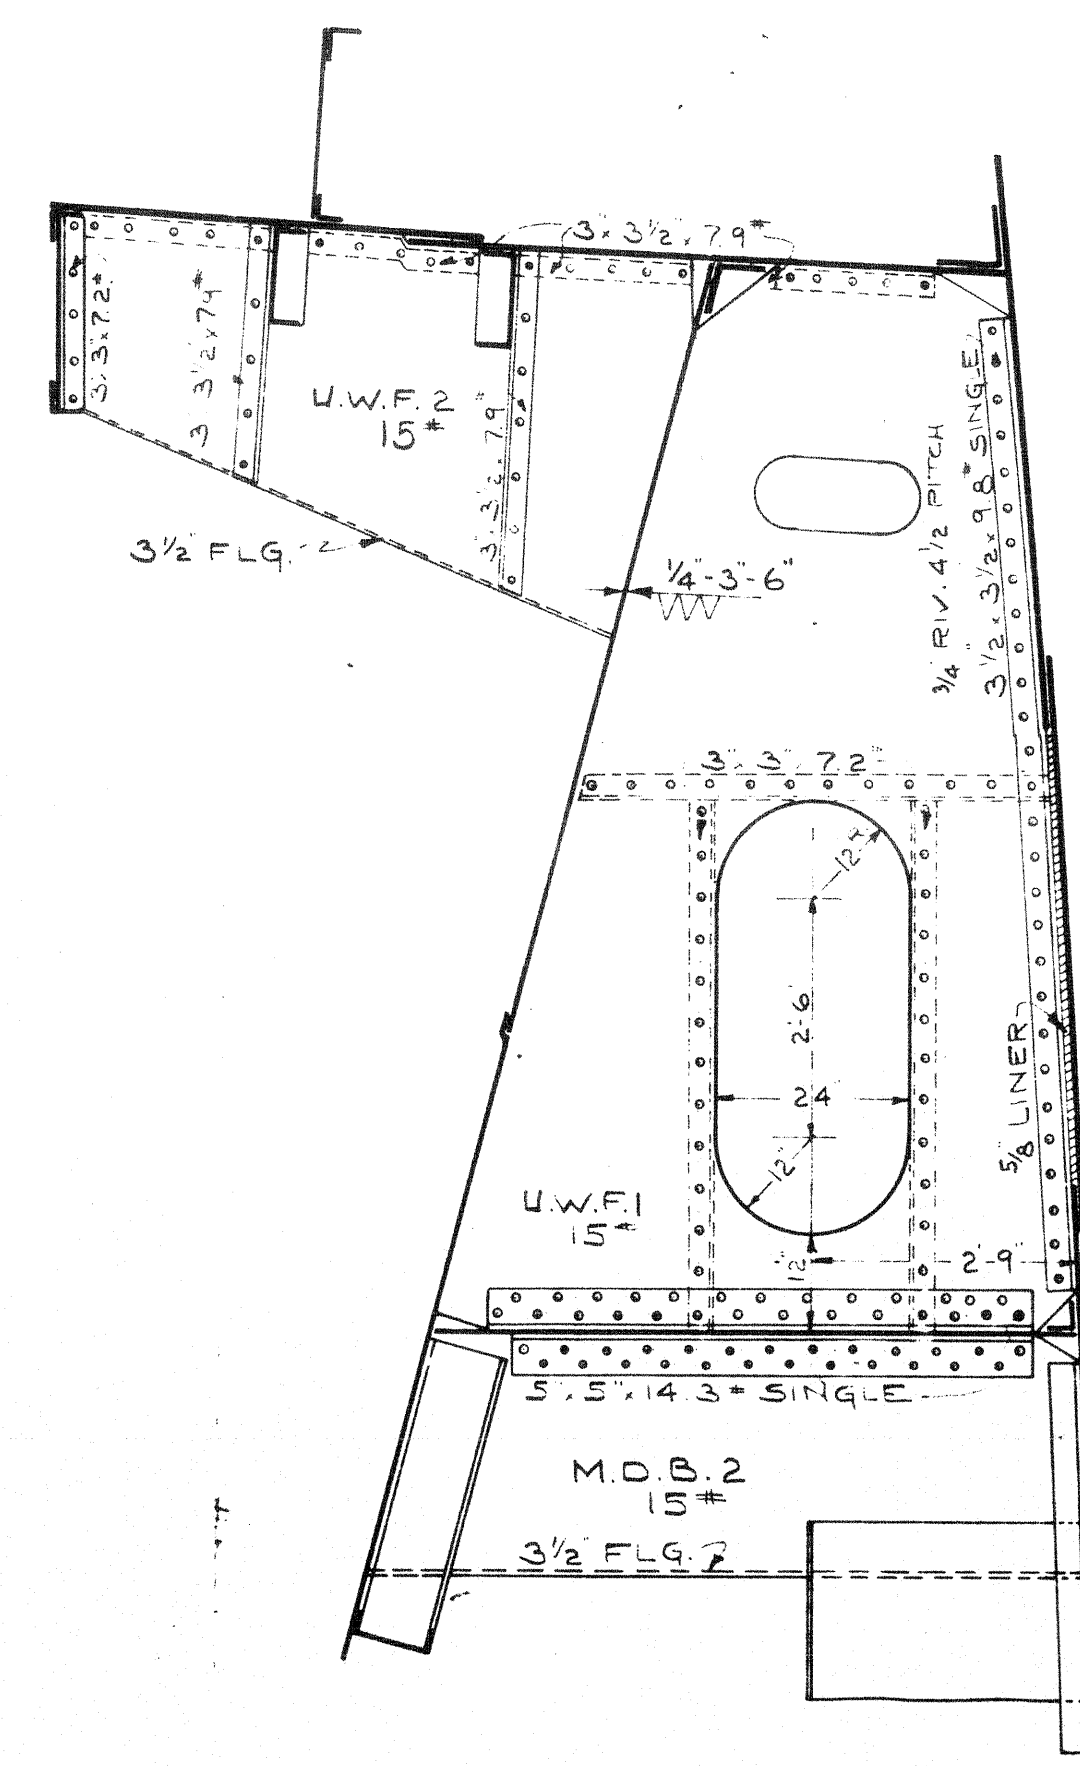 3" × 3½" × 7.9#
3" × 3" × 7.2#
3 3½" × 7.9#
U.W.F. 2
15#
3" × 3½" × 7.9
3½" FLG.
¼"-3"-6"
¾" RIV. 4½ PITCH
3½" × 3½" × 9.8# SINGLE
3" × 3" 7.2#
12"R
2'-6"
24"
12"
5/8" LINER
U.W.F. 1
15#
12"
2'-9"
5" × 5" × 14.3# SINGLE
M.D.B. 2
15#
3½" FLG.